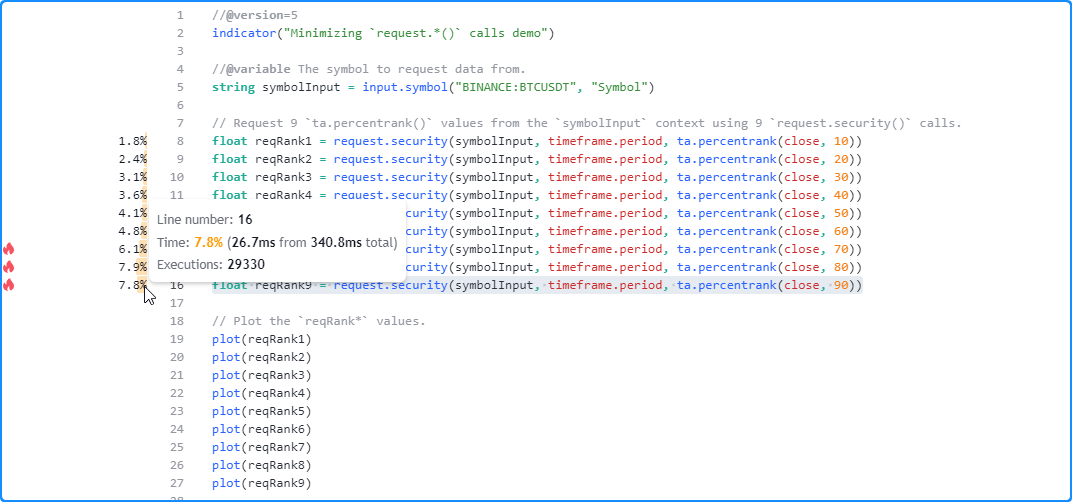 1 //@version=5
2 indicator("Minimizing `request.*()` calls demo")
3
4 //@variable The symbol to request data from.
5 string symbolInput = input.symbol("BINANCE:BTCUSDT", "Symbol")
6
7 // Request 9 `ta.percentrank()` values from the `symbolInput` context using 9 `request.security()` calls.
1.8% 8 float reqRank1 = request.security(symbolInput, timeframe.period, ta.percentrank(close, 10))
2.4% 9 float reqRank2 = request.security(symbolInput, timeframe.period, ta.percentrank(close, 20))
3.1% 10 float reqRank3 = request.security(symbolInput, timeframe.period, ta.percentrank(close, 30))
3.6% 11 float reqRank4 = request.security(symbolInput, timeframe.period, ta.percentrank(close, 40))
4.1% curity(symbolInput, timeframe.period, ta.percentrank(close, 50))
4.8% curity(symbolInput, timeframe.period, ta.percentrank(close, 60))
6.1% curity(symbolInput, timeframe.period, ta.percentrank(close, 70))
7.9% curity(symbolInput, timeframe.period, ta.percentrank(close, 80))
7.8% 16 float reqRank9 = request.security(symbolInput, timeframe.period, ta.percentrank(close, 90))
Line number: 16
Time: 7.8% (26.7ms from 340.8ms total)
Executions: 29330
17
18 // Plot the `reqRank*` values.
19 plot(reqRank1)
20 plot(reqRank2)
21 plot(reqRank3)
22 plot(reqRank4)
23 plot(reqRank5)
24 plot(reqRank6)
25 plot(reqRank7)
26 plot(reqRank8)
27 plot(reqRank9)